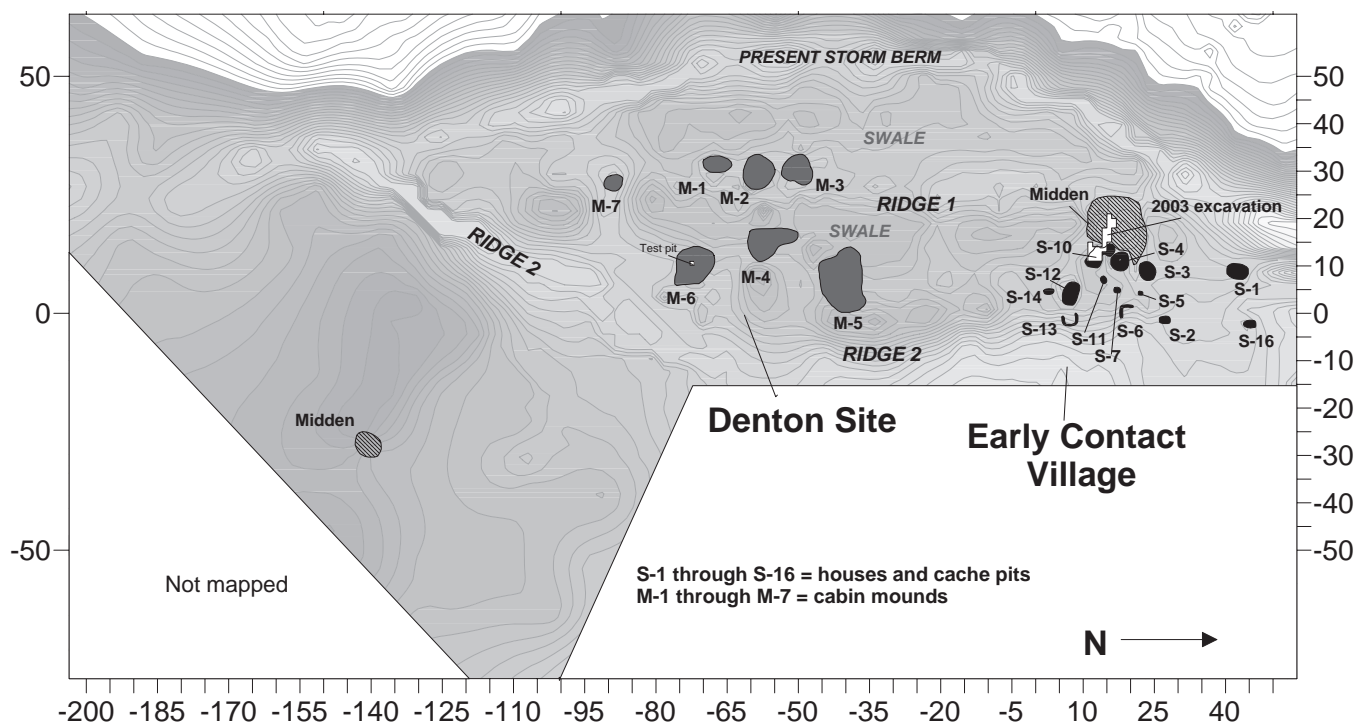 PRESENT STORM BERM
50
50
SWALE
40
30
M-1
M-2
M-3
M-7
RIDGE 1
Midden
2003 excavation
20
SWALE
RIDGE 2
Test pit
S-10
S-4
10
M-4
S-12
S-3
S-1
M-6
S-14
S-5
0
0
M-5
S-13
S-11
S-6
S-2
S-16
S-7
RIDGE 2
-10
Denton Site
Early Contact
Village
-20
Midden
-30
-40
-50
-50
Not mapped
S-1 through S-16 = houses and cache pits
M-1 through M-7 = cabin mounds
N
-200 -185 -170 -155 -140 -125 -110 -95 -80 -65 -50 -35 -20 -5 10 25 40